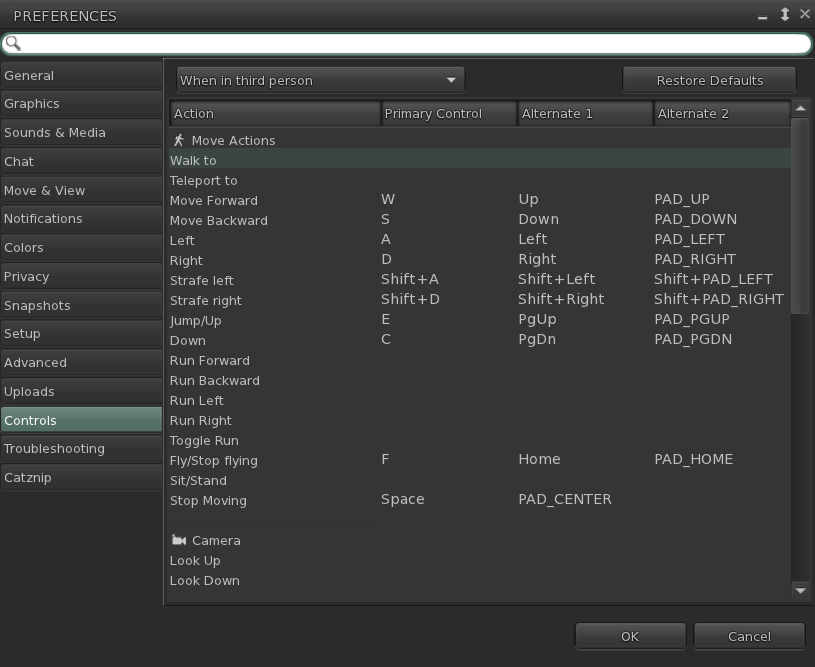 PREFERENCES
General
Graphics
Sounds & Media
Chat
Move & View
Notifications
Colors
Privacy
Snapshots
Setup
Advanced
Uploads
Controls
Troubleshooting
Catznip
When in third person
Restore Defaults
Action Primary Control Alternate 1 Alternate 2
Move Actions
Walk to
Teleport to
Move Forward W Up PAD_UP
Move Backward S Down PAD_DOWN
Left A Left PAD_LEFT
Right D Right PAD_RIGHT
Strafe left Shift+A Shift+Left Shift+PAD_LEFT
Strafe right Shift+D Shift+Right Shift+PAD_RIGHT
Jump/Up E PgUp PAD_PGUP
Down C PgDn PAD_PGDN
Run Forward
Run Backward
Run Left
Run Right
Toggle Run
Fly/Stop flying F Home PAD_HOME
Sit/Stand
Stop Moving Space PAD_CENTER
Camera
Look Up
Look Down
OK
Cancel